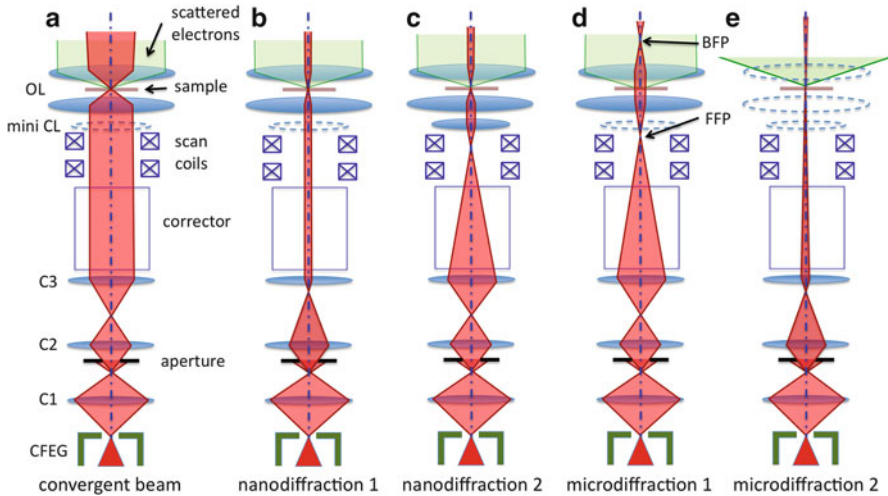 a b c d e
scattered
electrons
BFP
OL
sample
mini CL
FFP
scan
coils
corrector
C3
C2
aperture
C1
CFEG
convergent beam nanodiffraction 1 nanodiffraction 2 microdiffraction 1 microdiffraction 2